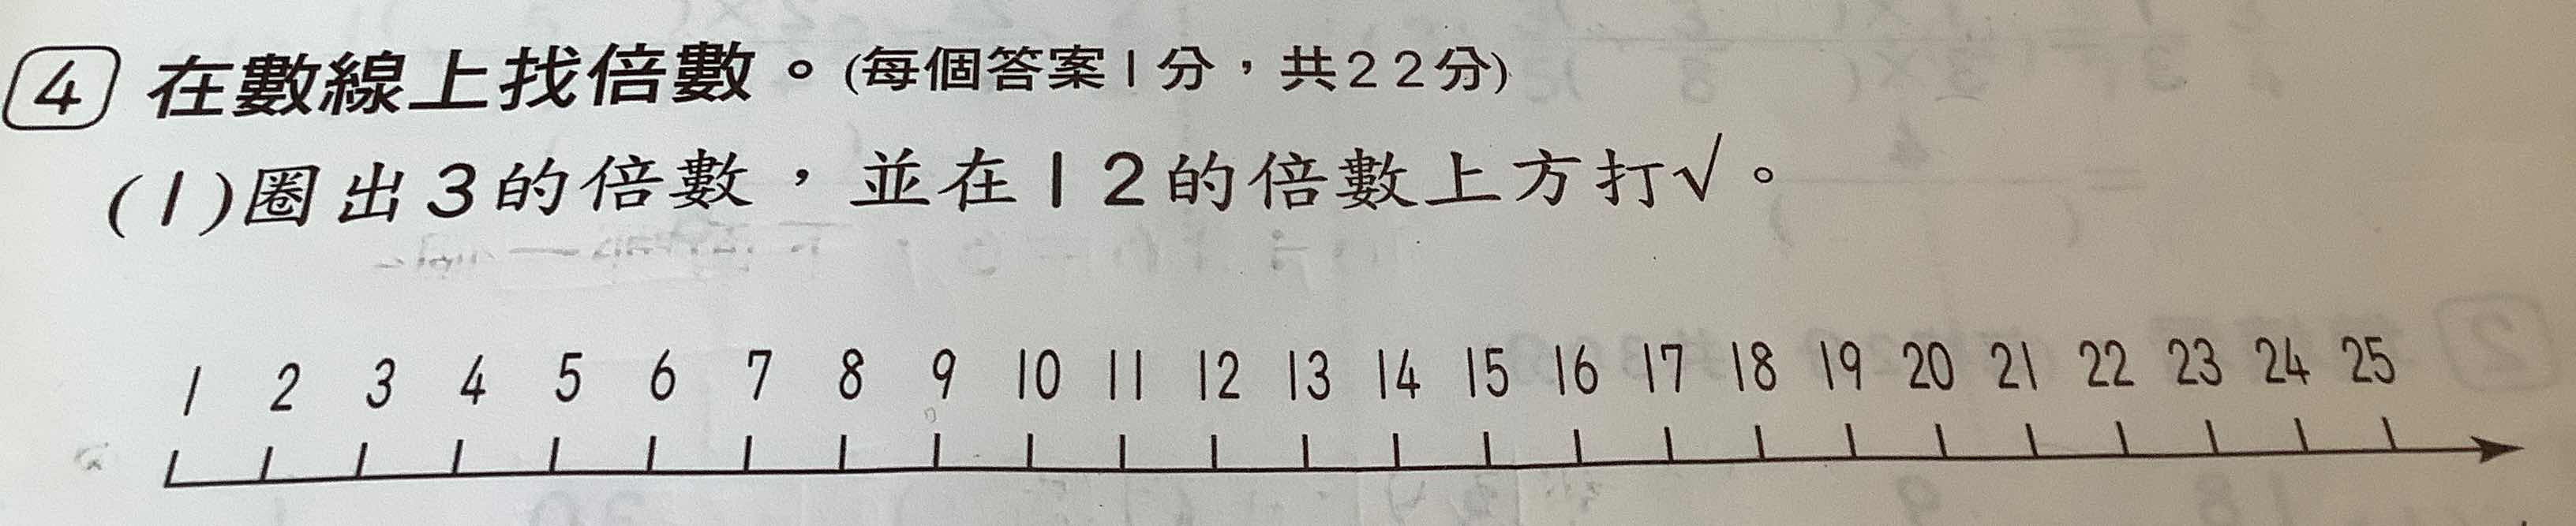 4 在數線上找倍數。(每個答案1分，共22分)
(1)圈出3的倍數，並在12的倍數上方打√。
1 2 3 4 5 6 7 8 9 10 11 12 13 14 15 16 17 18 19 20 21 22 23 24 25